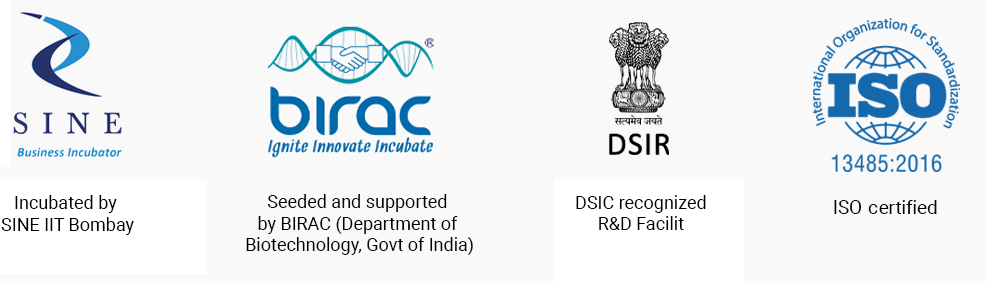 SINE
Business Incubator
Incubated by
SINE IIT Bombay
®
birac
Ignite Innovate Incubate
Seeded and supported
by BIRAC (Department of
Biotechnology, Govt of India)
सत्यमेव जयते
DSIR
DSIC recognized
R&D Facilit
International Organization for Standardization
ISO
13485:2016
ISO certified